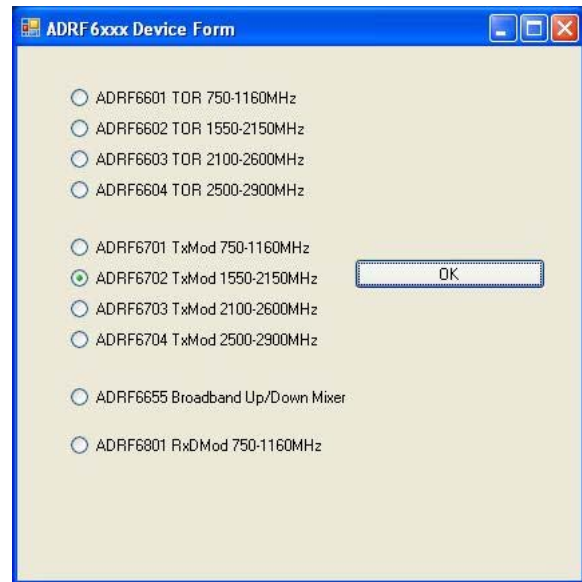 ADRF6xxx Device Form
ADRF6601 TOR 750-1160MHz
ADRF6602 TOR 1550-2150MHz
ADRF6603 TOR 2100-2600MHz
ADRF6604 TOR 2500-2900MHz
ADRF6701 TxMod 750-1160MHz
ADRF6702 TxMod 1550-2150MHz
OK
ADRF6703 TxMod 2100-2600MHz
ADRF6704 TxMod 2500-2900MHz
ADRF6655 Broadband Up/Down Mixer
ADRF6801 RxDMod 750-1160MHz